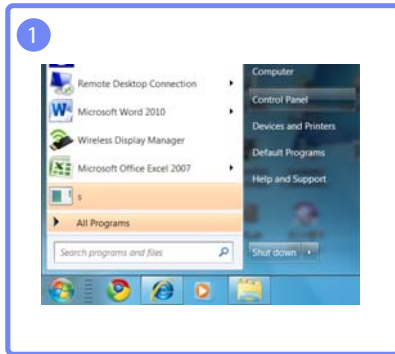 1
Remote Desktop Connection
Microsoft Word 2010
Wireless Display Manager
Microsoft Office Excel 2007
s
All Programs
Search programs and files
Computer
Control Panel
Devices and Printers
Default Programs
Help and Support
Shut down